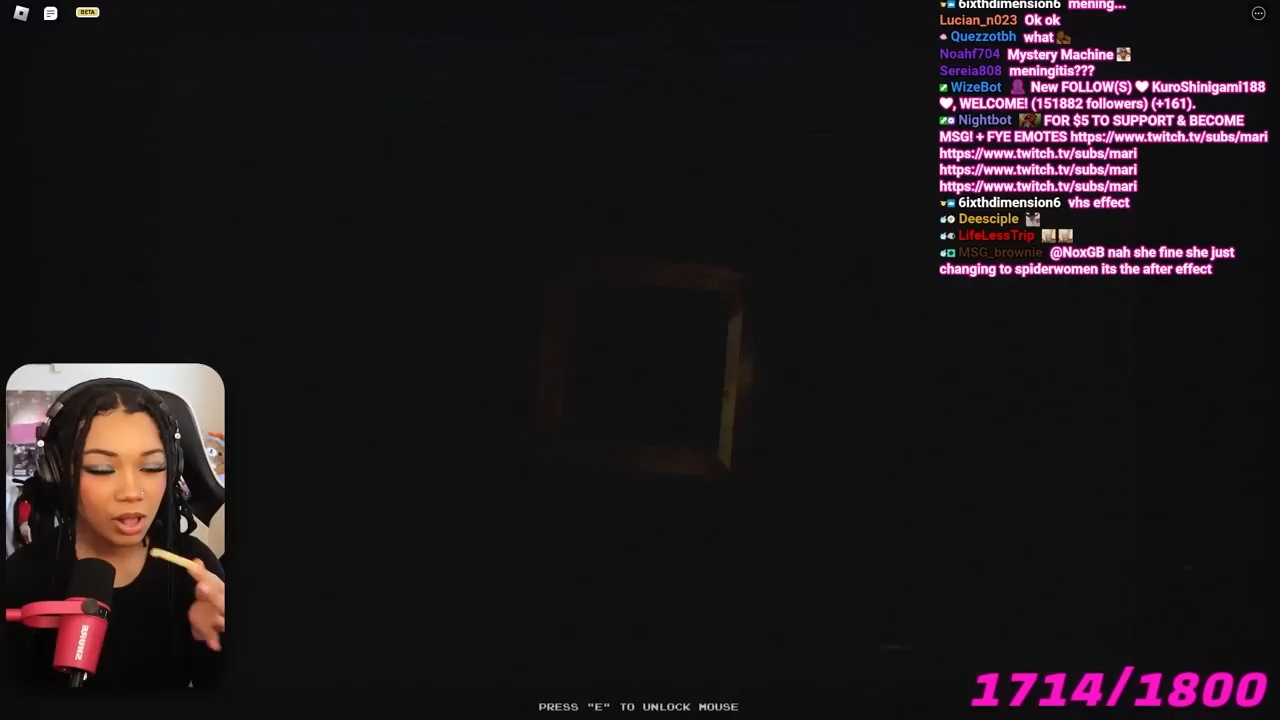 BETA
6ixthdimension6 mening...
Lucian_n023 Ok ok
Quezzotbh what
Noahf704 Mystery Machine
Sereia808 meningitis???
WizeBot New FOLLOW(S) KuroShinigami188
, WELCOME! (151882 followers) (+161).
Nightbot FOR $5 TO SUPPORT & BECOME
MSG! + FYE EMOTES https://www.twitch.tv/subs/mari
https://www.twitch.tv/subs/mari
https://www.twitch.tv/subs/mari
https://www.twitch.tv/subs/mari
6ixthdimension6 vhs effect
Deesciple
LifeLessTrip
MSG_brownie @NoxGB nah she fine she just
changing to spiderwomen its the after effect
SHURE
PRESS "E" TO UNLOCK MOUSE
1714/1800